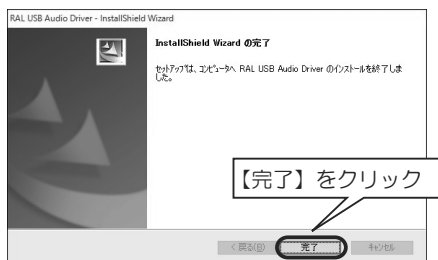 RAL USB Audio Driver - InstallShield Wizard
InstallShield Wizard の完了
セットアップは、コンピュータへ RAL USB Audio Driver のインストールを終了しま
した。
【完了】をクリック
< 戻る(B)
完了
キャンセル